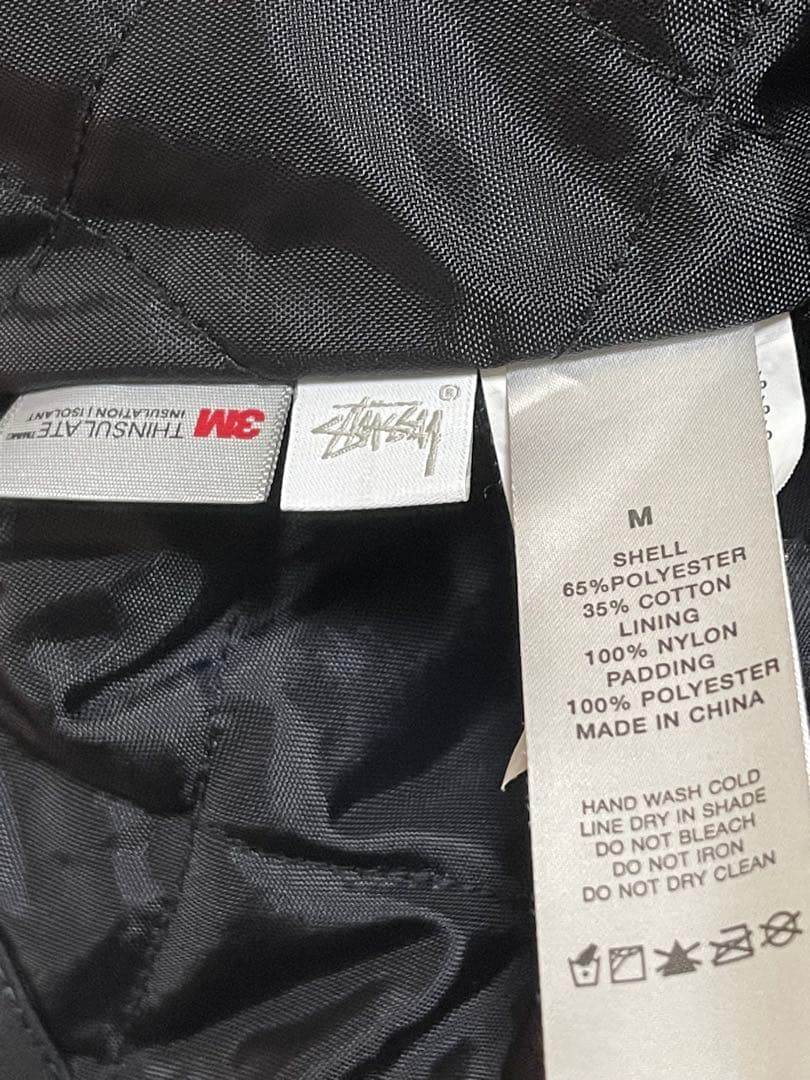 3M
THINSULATE
INSULATION | ISOLANT
STÜSSY
®
M
SHELL
65%POLYESTER
35% COTTON
LINING
100% NYLON
PADDING
100% POLYESTER
MADE IN CHINA
HAND WASH COLD
LINE DRY IN SHADE
DO NOT BLEACH
DO NOT IRON
DO NOT DRY CLEAN